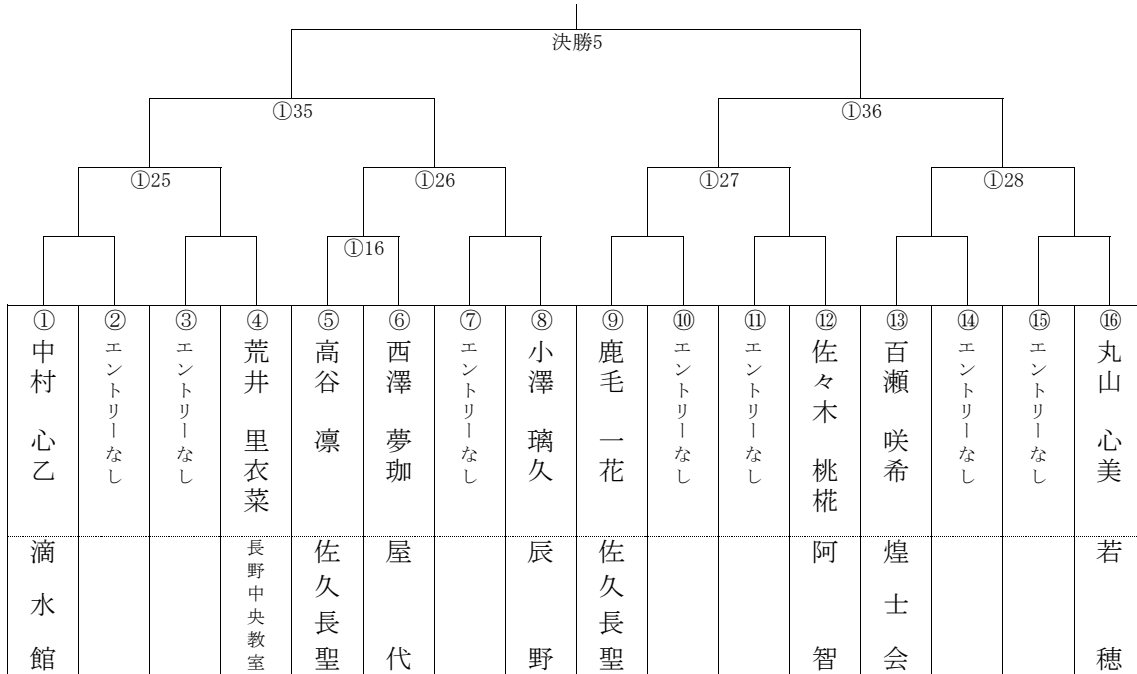 決勝5
①35
①36
①25
①26
①27
①28
①16
①
中村 心乙
滴水館
②
エントリーなし
③
エントリーなし
④
荒井 里衣菜
長野中央教室
⑤
高谷 凛
佐久長聖
⑥
西澤 夢珈
屋代
⑦
エントリーなし
⑧
小澤 璃久
辰野
⑨
鹿毛 一花
佐久長聖
⑩
エントリーなし
⑪
エントリーなし
⑫
佐々木 桃椛
阿智
⑬
百瀬 咲希
煌士会
⑭
エントリーなし
⑮
エントリーなし
⑯
丸山 心美
若穂